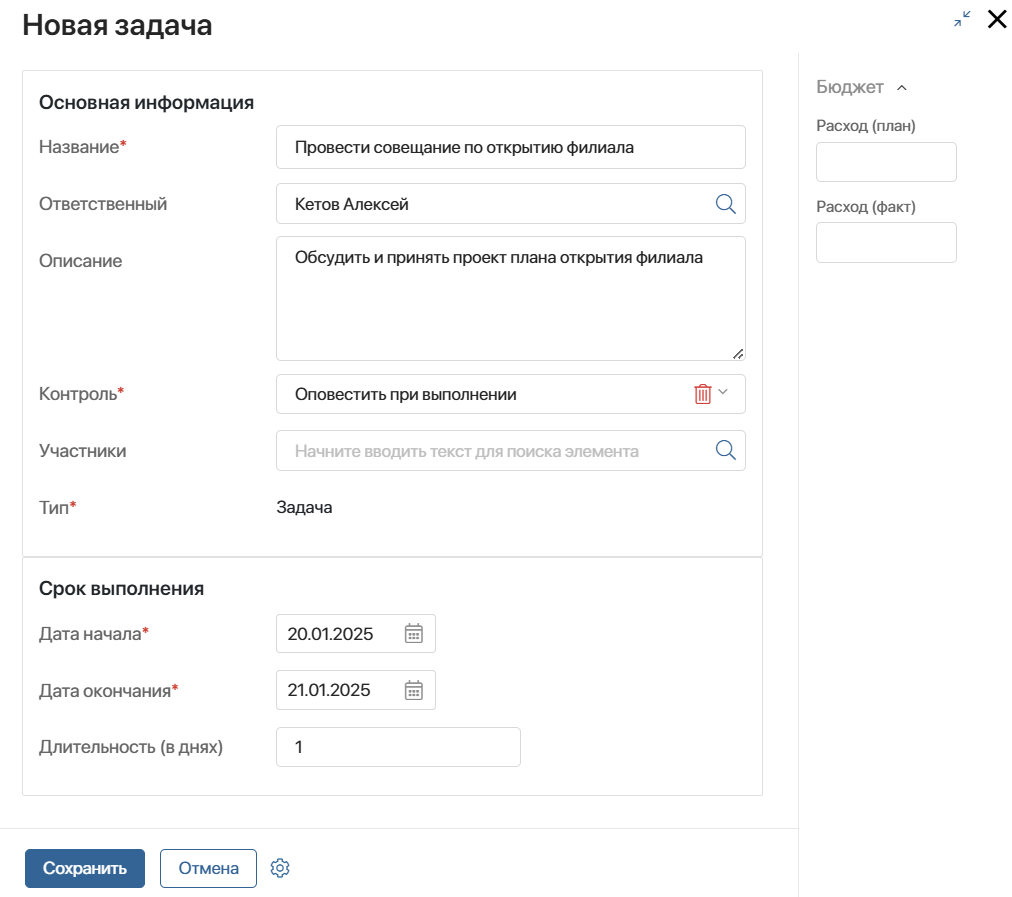 Новая задача
Основная информация
Название*
Провести совещание по открытию филиала
Ответственный
Кетов Алексей
Описание
Обсудить и принять проект плана открытия филиала
Контроль*
Оповестить при выполнении
Участники
Начните вводить текст для поиска элемента
Тип*
Задача
Срок выполнения
Дата начала*
20.01.2025
Дата окончания*
21.01.2025
Длительность (в днях)
1
Сохранить
Отмена
Бюджет
Расход (план)
Расход (факт)